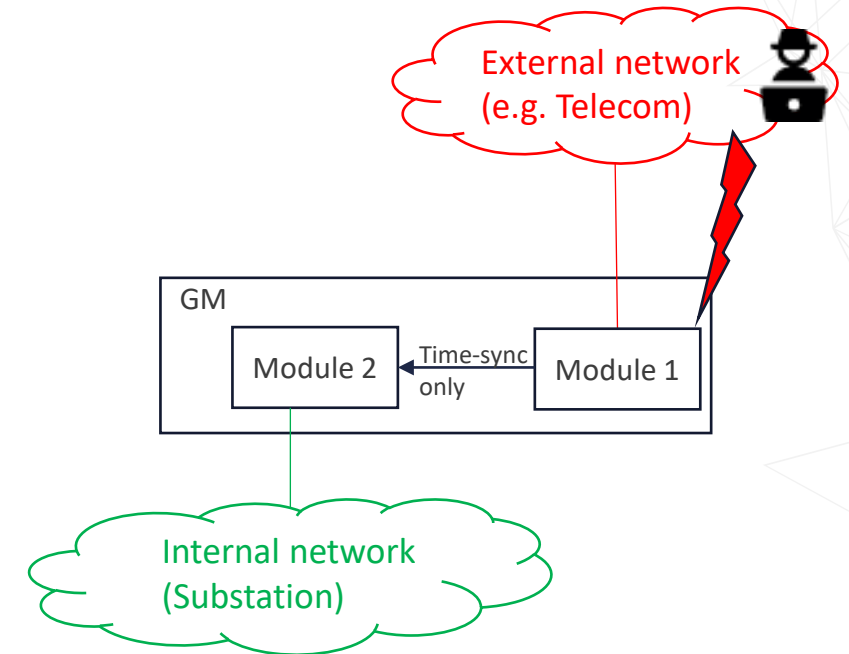 External network
(e.g. Telecom)
GM
Module 2
Time-sync
only
Module 1
Internal network
(Substation)